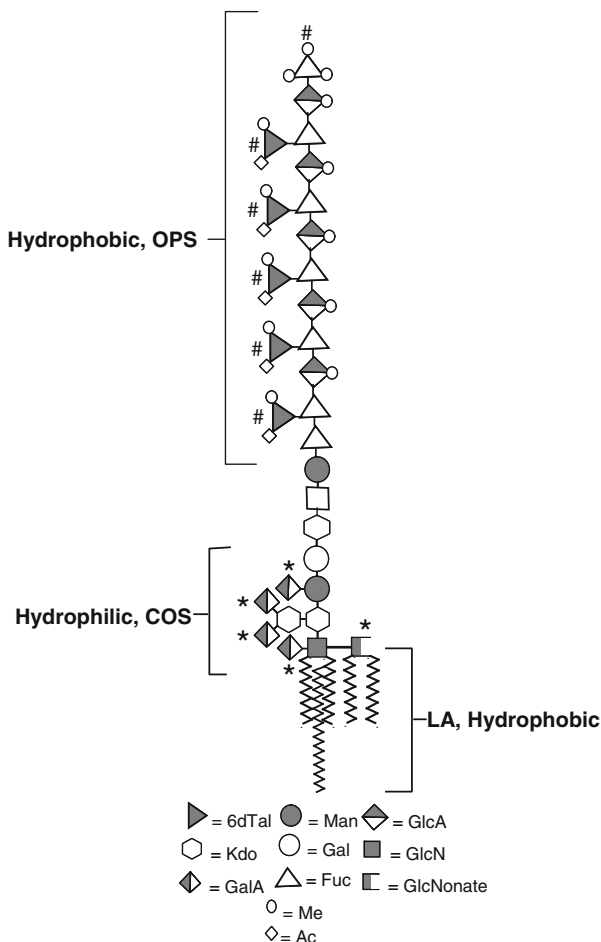 #
#
#
Hydrophobic, OPS
#
#
#
*
*
Hydrophilic, COS
*
*
*
LA, Hydrophobic
= 6dTal = Man = GlcA
= Kdo = Gal = GlcN
= GalA = Fuc = GlcNonate
= Me
= Ac